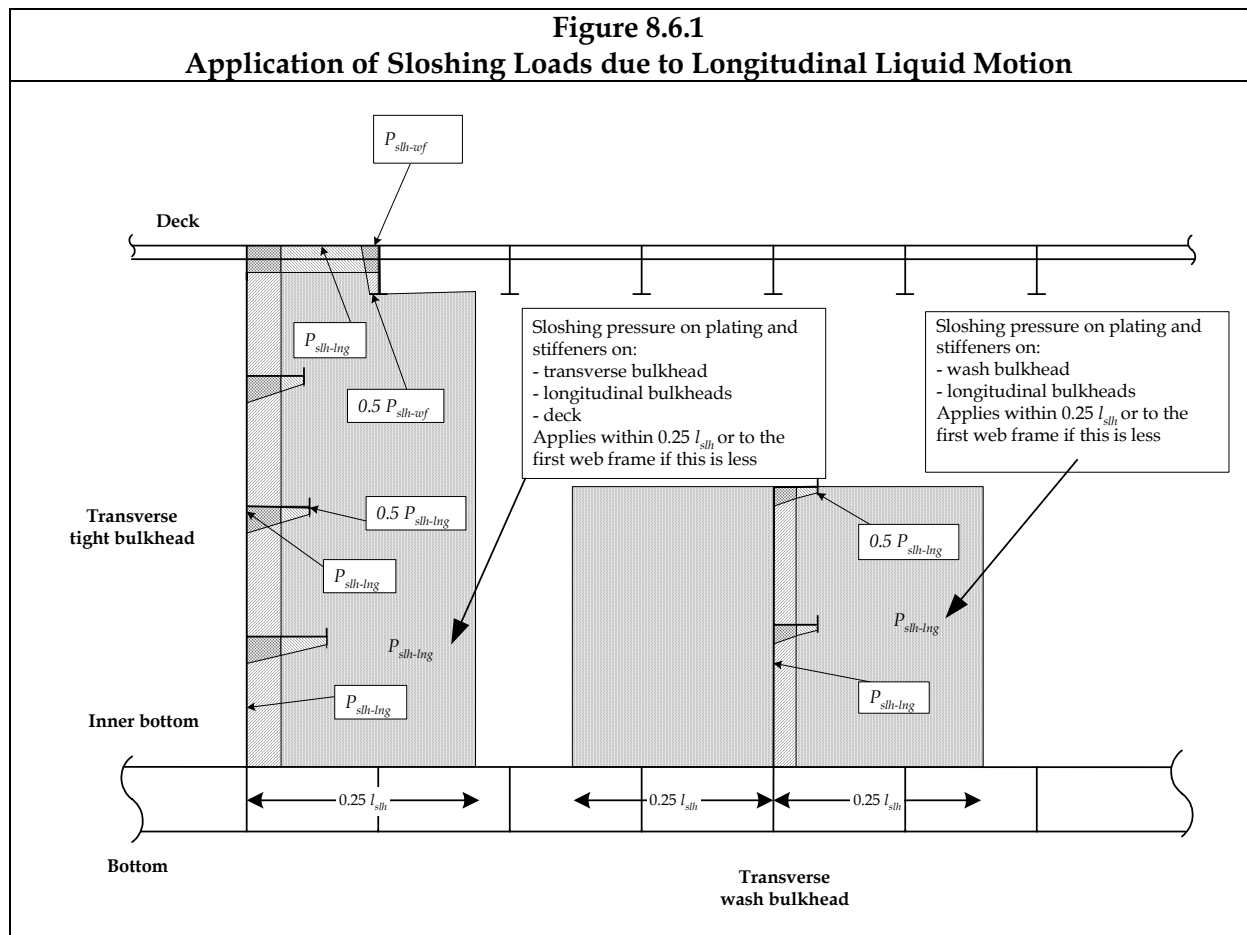 Figure 8.6.1
Application of Sloshing Loads due to Longitudinal Liquid Motion
P_slh-wf
Deck
P_slh-lng
0.5 P_slh-wf
Sloshing pressure on plating and
stiffeners on:
- transverse bulkhead
- longitudinal bulkheads
- deck
Applies within 0.25 l_slh or to the
first web frame if this is less
Sloshing pressure on plating and
stiffeners on:
- wash bulkhead
- longitudinal bulkheads
Applies within 0.25 l_slh or to the
first web frame if this is less
Transverse
tight bulkhead
0.5 P_slh-lng
P_slh-lng
P_slh-lng
P_slh-lng
0.5 P_slh-lng
P_slh-lng
P_slh-lng
Inner bottom
0.25 l_slh
0.25 l_slh
0.25 l_slh
Bottom
Transverse
wash bulkhead